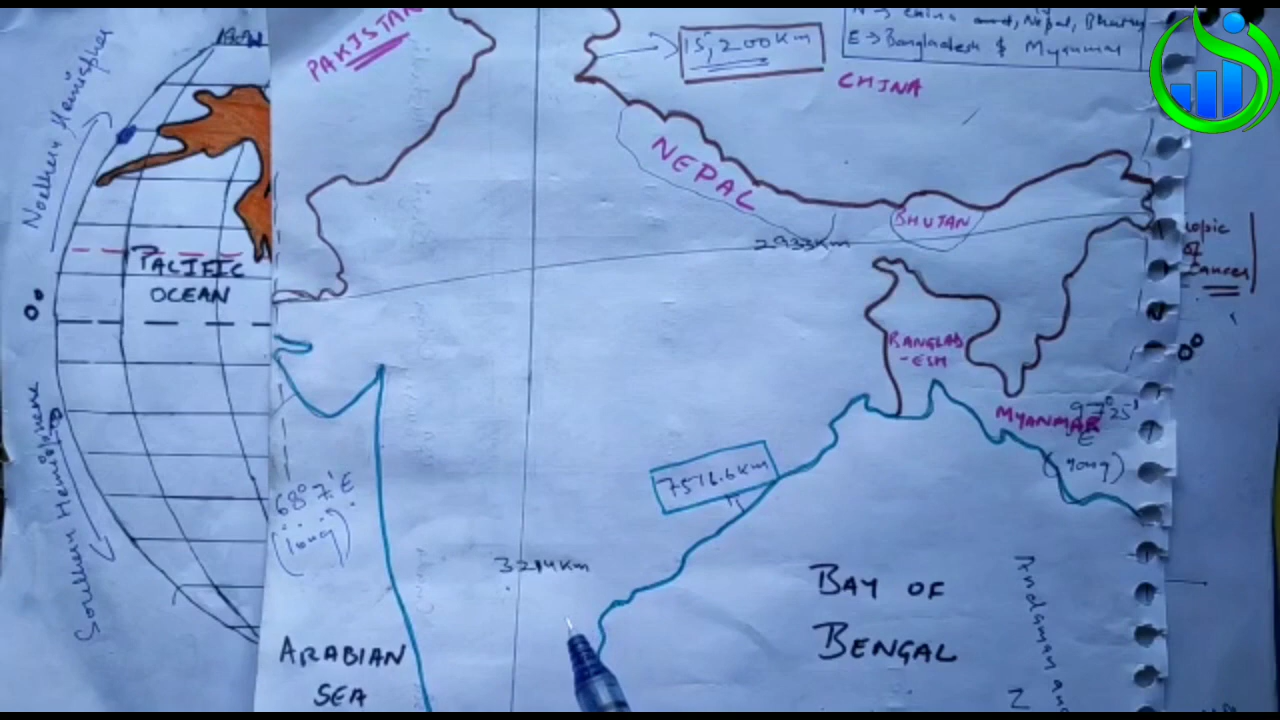 PAKISTAN
15,200km
N → China and, Nepal, Bhutan
E → Bangladesh & Myanmar
CHINA
Northern Hemisphere
NEPAL
BHUTAN
2933km
Tropic
of
Cancer
PACIFIC
OCEAN
0°
0°
BANGLAD
-ESH
MYANMAR
97°25'
E
(long)
7516.6km
68°7'E
(long)
Southern Hemisphere
3214km
BAY OF
BENGAL
Andaman an
ARABIAN
SEA